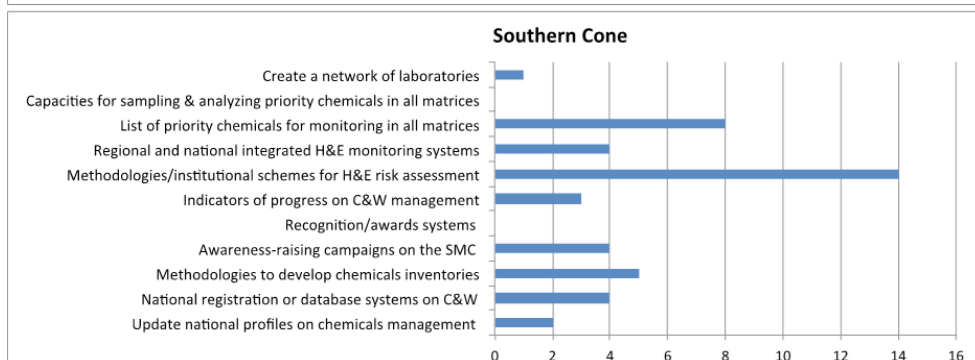 Southern Cone
Create a network of laboratories
Capacities for sampling & analyzing priority chemicals in all matrices
List of priority chemicals for monitoring in all matrices
Regional and national integrated H&E monitoring systems
Methodologies/institutional schemes for H&E risk assessment
Indicators of progress on C&W management
Recognition/awards systems
Awareness-raising campaigns on the SMC
Methodologies to develop chemicals inventories
National registration or database systems on C&W
Update national profiles on chemicals management
0 2 4 6 8 10 12 14 16